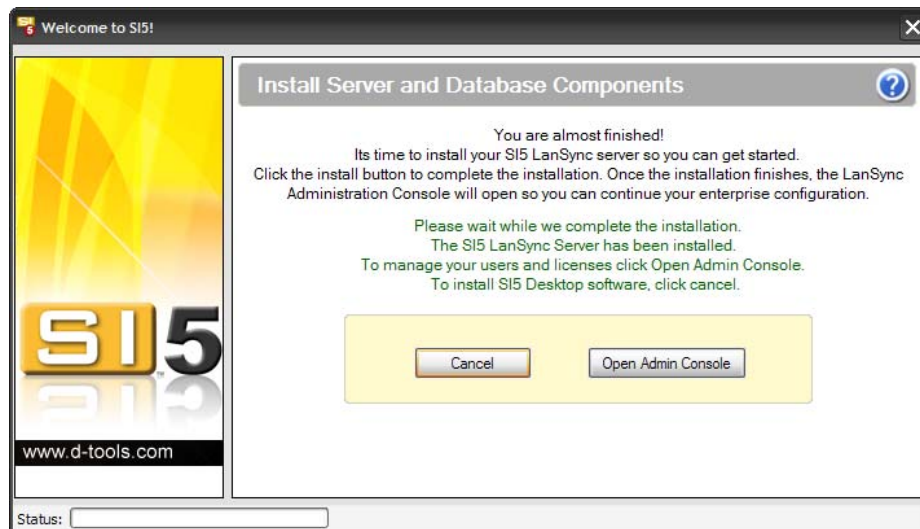 SI 5
Welcome to SI5!
Install Server and Database Components
?
You are almost finished!
Its time to install your SI5 LanSync server so you can get started.
Click the install button to complete the installation. Once the installation finishes, the LanSync
Administration Console will open so you can continue your enterprise configuration.
Please wait while we complete the installation.
The SI5 LanSync Server has been installed.
To manage your users and licenses click Open Admin Console.
To install SI5 Desktop software, click cancel.
Cancel
Open Admin Console
SI5
TM
www.d-tools.com
Status: